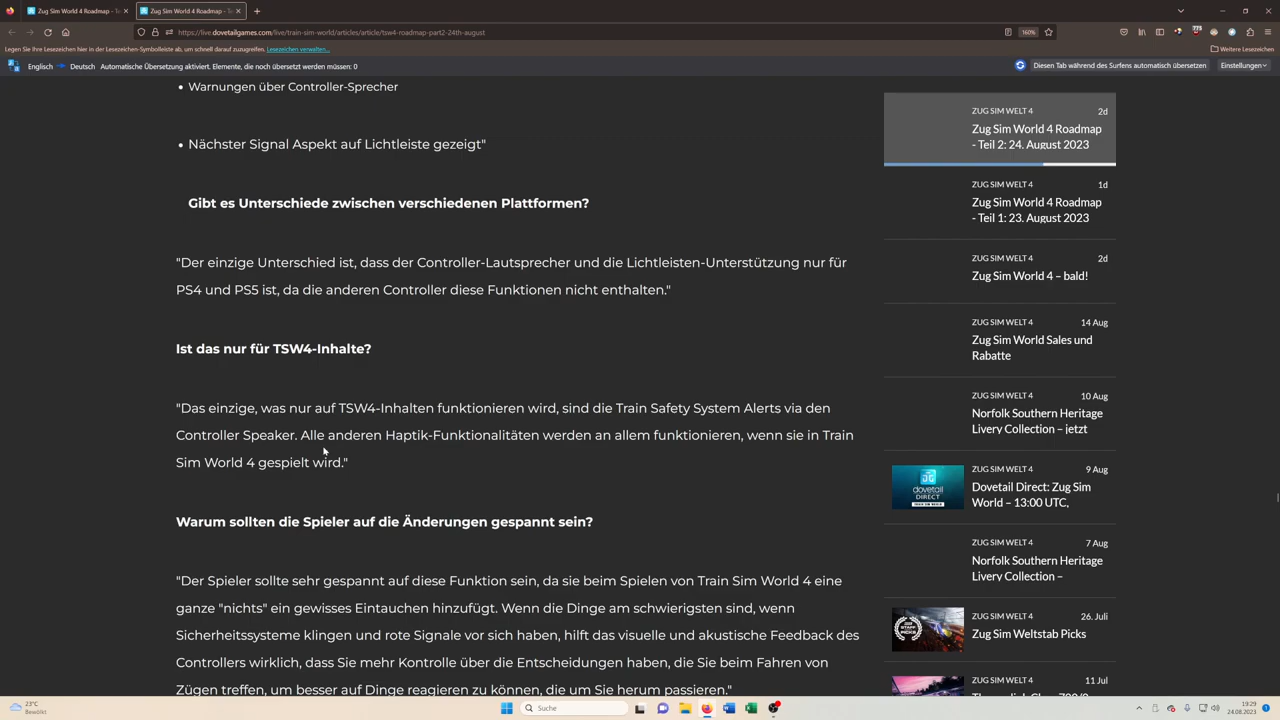 Zug Sim World 4 Roadmap - Te
Zug Sim World 4 Roadmap - Te
https://live.dovetailgames.com/live/train-sim-world/articles/article/tsw4-roadmap-part2-24th-august
160%
Legen Sie Ihre Lesezeichen hier in der Lesezeichen-Symbolleiste ab, um schnell darauf zuzugreifen. Lesezeichen verwalten...
Weitere Lesezeichen
Englisch Deutsch Automatische Übersetzung aktiviert. Elemente, die noch übersetzt werden müssen: 0
Diesen Tab während des Surfens automatisch übersetzen
Einstellungen
• Warnungen über Controller-Sprecher
• Nächster Signal Aspekt auf Lichtleiste gezeigt"
Gibt es Unterschiede zwischen verschiedenen Plattformen?
"Der einzige Unterschied ist, dass der Controller-Lautsprecher und die Lichtleisten-Unterstützung nur für
PS4 und PS5 ist, da die anderen Controller diese Funktionen nicht enthalten."
Ist das nur für TSW4-Inhalte?
"Das einzige, was nur auf TSW4-Inhalten funktionieren wird, sind die Train Safety System Alerts via den
Controller Speaker. Alle anderen Haptik-Funktionalitäten werden an allem funktionieren, wenn sie in Train
Sim World 4 gespielt wird."
Warum sollten die Spieler auf die Änderungen gespannt sein?
"Der Spieler sollte sehr gespannt auf diese Funktion sein, da sie beim Spielen von Train Sim World 4 eine
ganze "nichts" ein gewisses Eintauchen hinzufügt. Wenn die Dinge am schwierigsten sind, wenn
Sicherheitssysteme klingen und rote Signale vor sich haben, hilft das visuelle und akustische Feedback des
Controllers wirklich, dass Sie mehr Kontrolle über die Entscheidungen haben, die Sie beim Fahren von
Zügen treffen, um besser auf Dinge reagieren zu können, die um Sie herum passieren."
ZUG SIM WELT 4 2d
Zug Sim World 4 Roadmap
- Teil 2: 24. August 2023
ZUG SIM WELT 4 1d
Zug Sim World 4 Roadmap
- Teil 1: 23. August 2023
ZUG SIM WELT 4 2d
Zug Sim World 4 – bald!
ZUG SIM WELT 4 14 Aug
Zug Sim World Sales und
Rabatte
ZUG SIM WELT 4 10 Aug
Norfolk Southern Heritage
Livery Collection – jetzt
ZUG SIM WELT 4 9 Aug
Dovetail Direct: Zug Sim
World – 13:00 UTC,
dovetail
DIRECT
ZUG SIM WELT 4 7 Aug
Norfolk Southern Heritage
Livery Collection –
ZUG SIM WELT 4 26. Juli
Zug Sim Weltstab Picks
STAFF
PICKS
ZUG SIM WELT 4 11 Jul
23°C
Bewölkt
Suche
19:29
24.08.2023